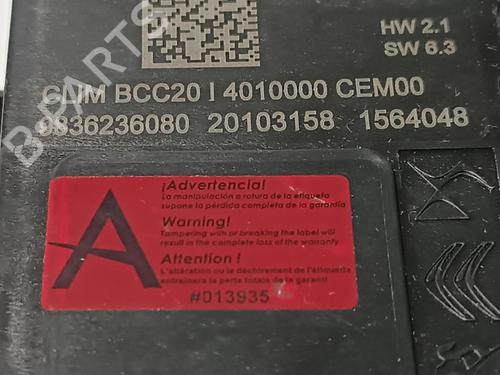 HW 2.1
SW 6.3
BCC20 I 4010000 CEM00
9836236080 20103158 1564048
¡Advertencia!
La manipulación o rotura de la etiqueta
supone la pérdida completa de la garantía
Warning!
Tampering with or breaking the label will
result in the complete loss of the warranty
Attention !
L'altération ou le déchirement de l'étiquette
entraînera la perte totale de la garantie
#013935
A
DS
B-PARTS